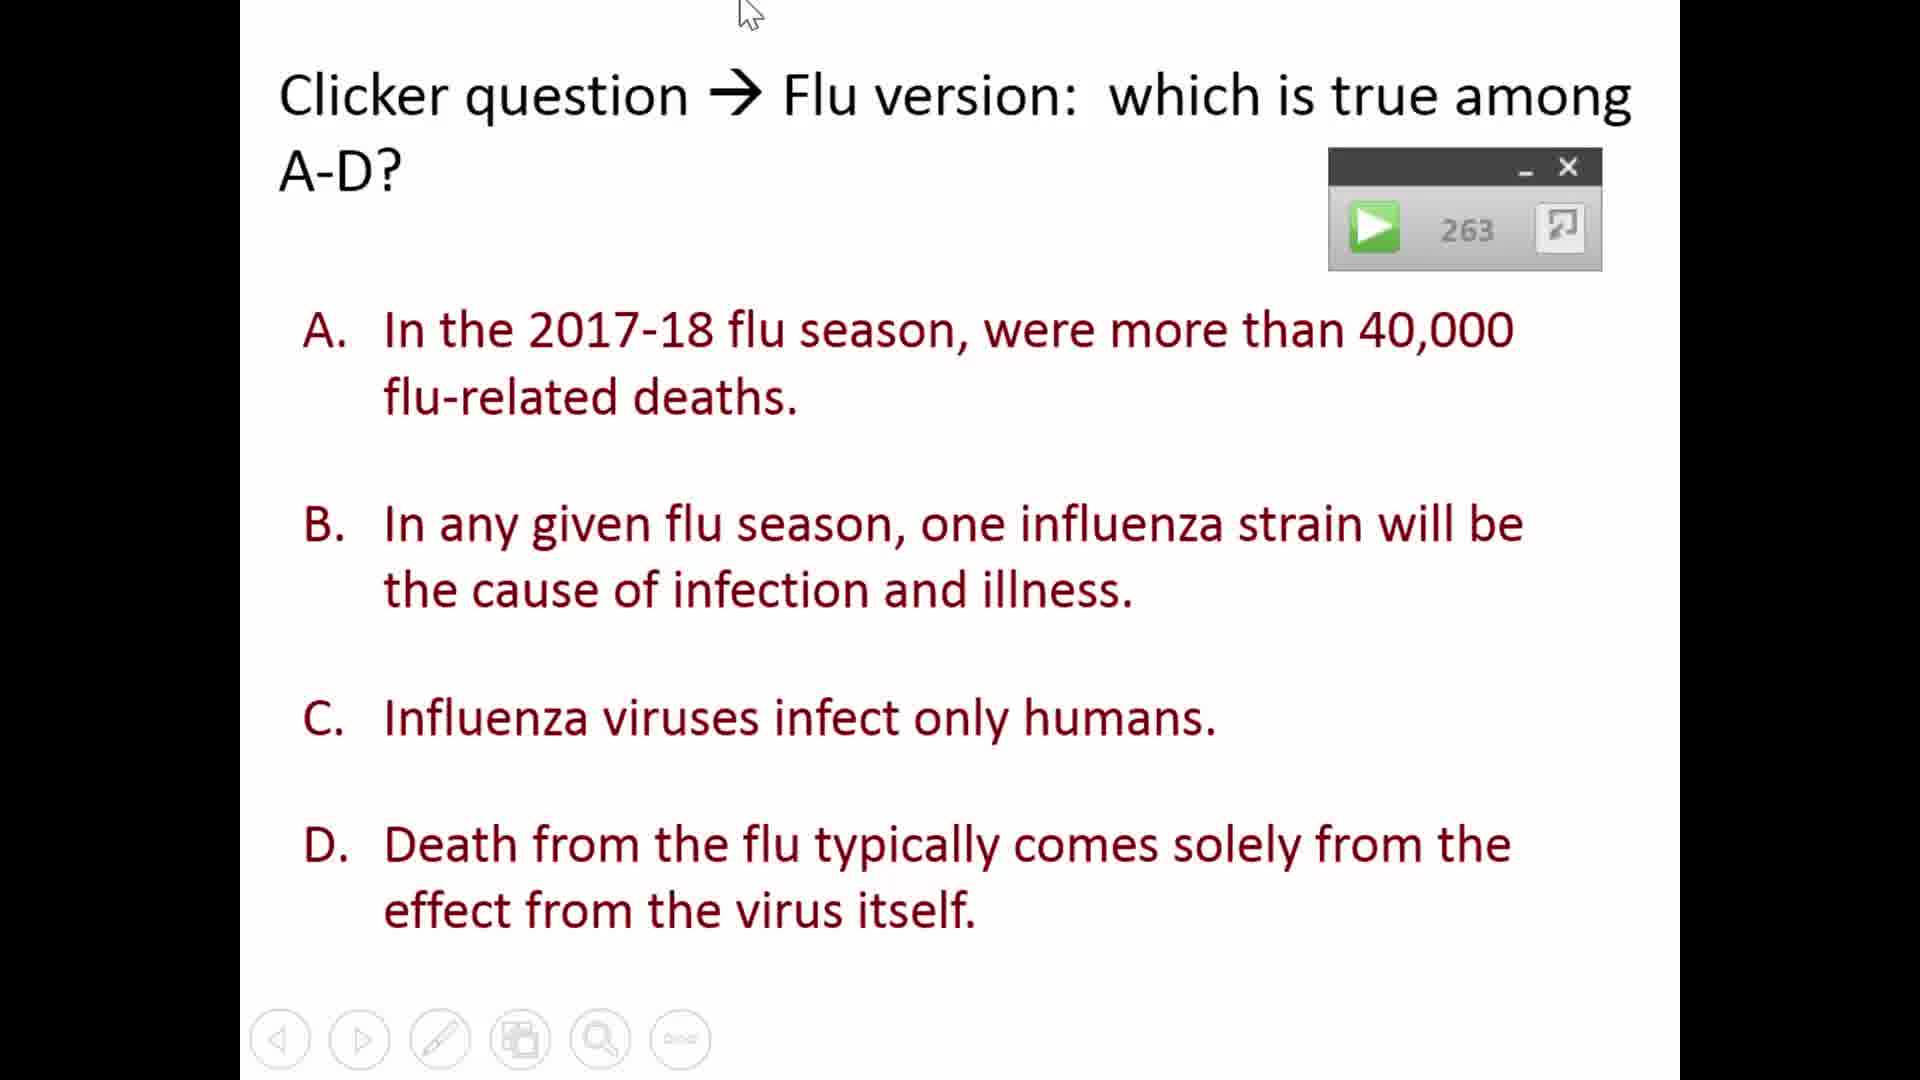 Clicker question → Flu version: which is true among
A-D?
263
A. In the 2017-18 flu season, were more than 40,000
flu-related deaths.
B. In any given flu season, one influenza strain will be
the cause of infection and illness.
C. Influenza viruses infect only humans.
D. Death from the flu typically comes solely from the
effect from the virus itself.